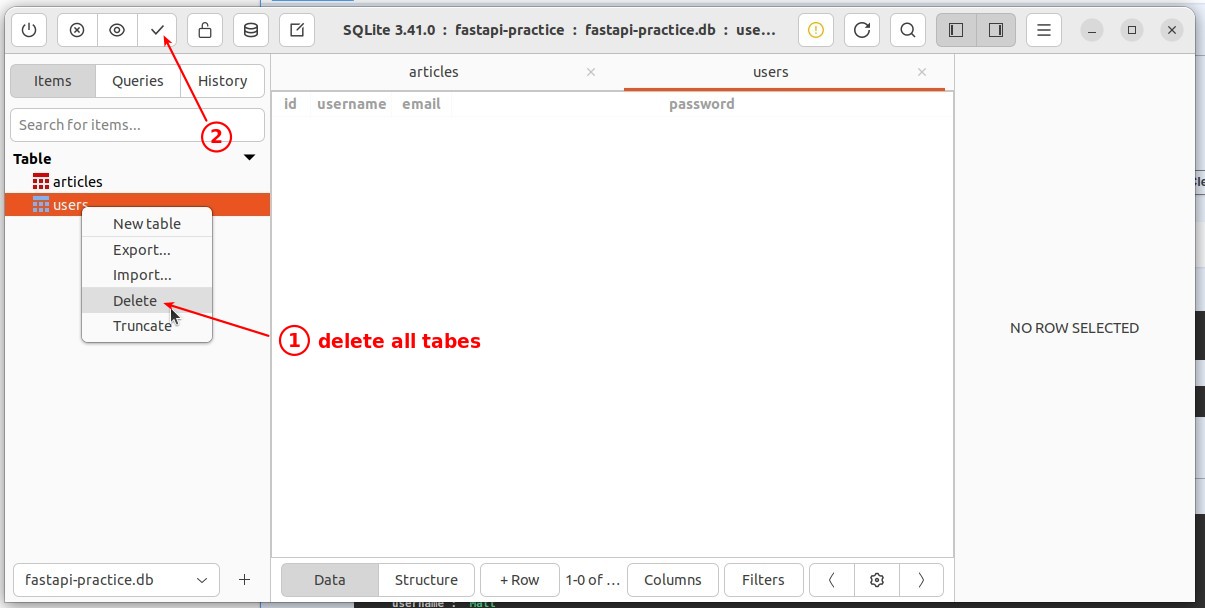 SQLite 3.41.0 : fastapi-practice : fastapi-practice.db : use...
Items
Queries
History
Search for items...
Table
articles
users
New table
Export...
Import...
Delete
Truncate
2
1 delete all tabes
articles
users
id username email password
NO ROW SELECTED
fastapi-practice.db
Data
Structure
+ Row
1-0 of ...
Columns
Filters
username : Matt